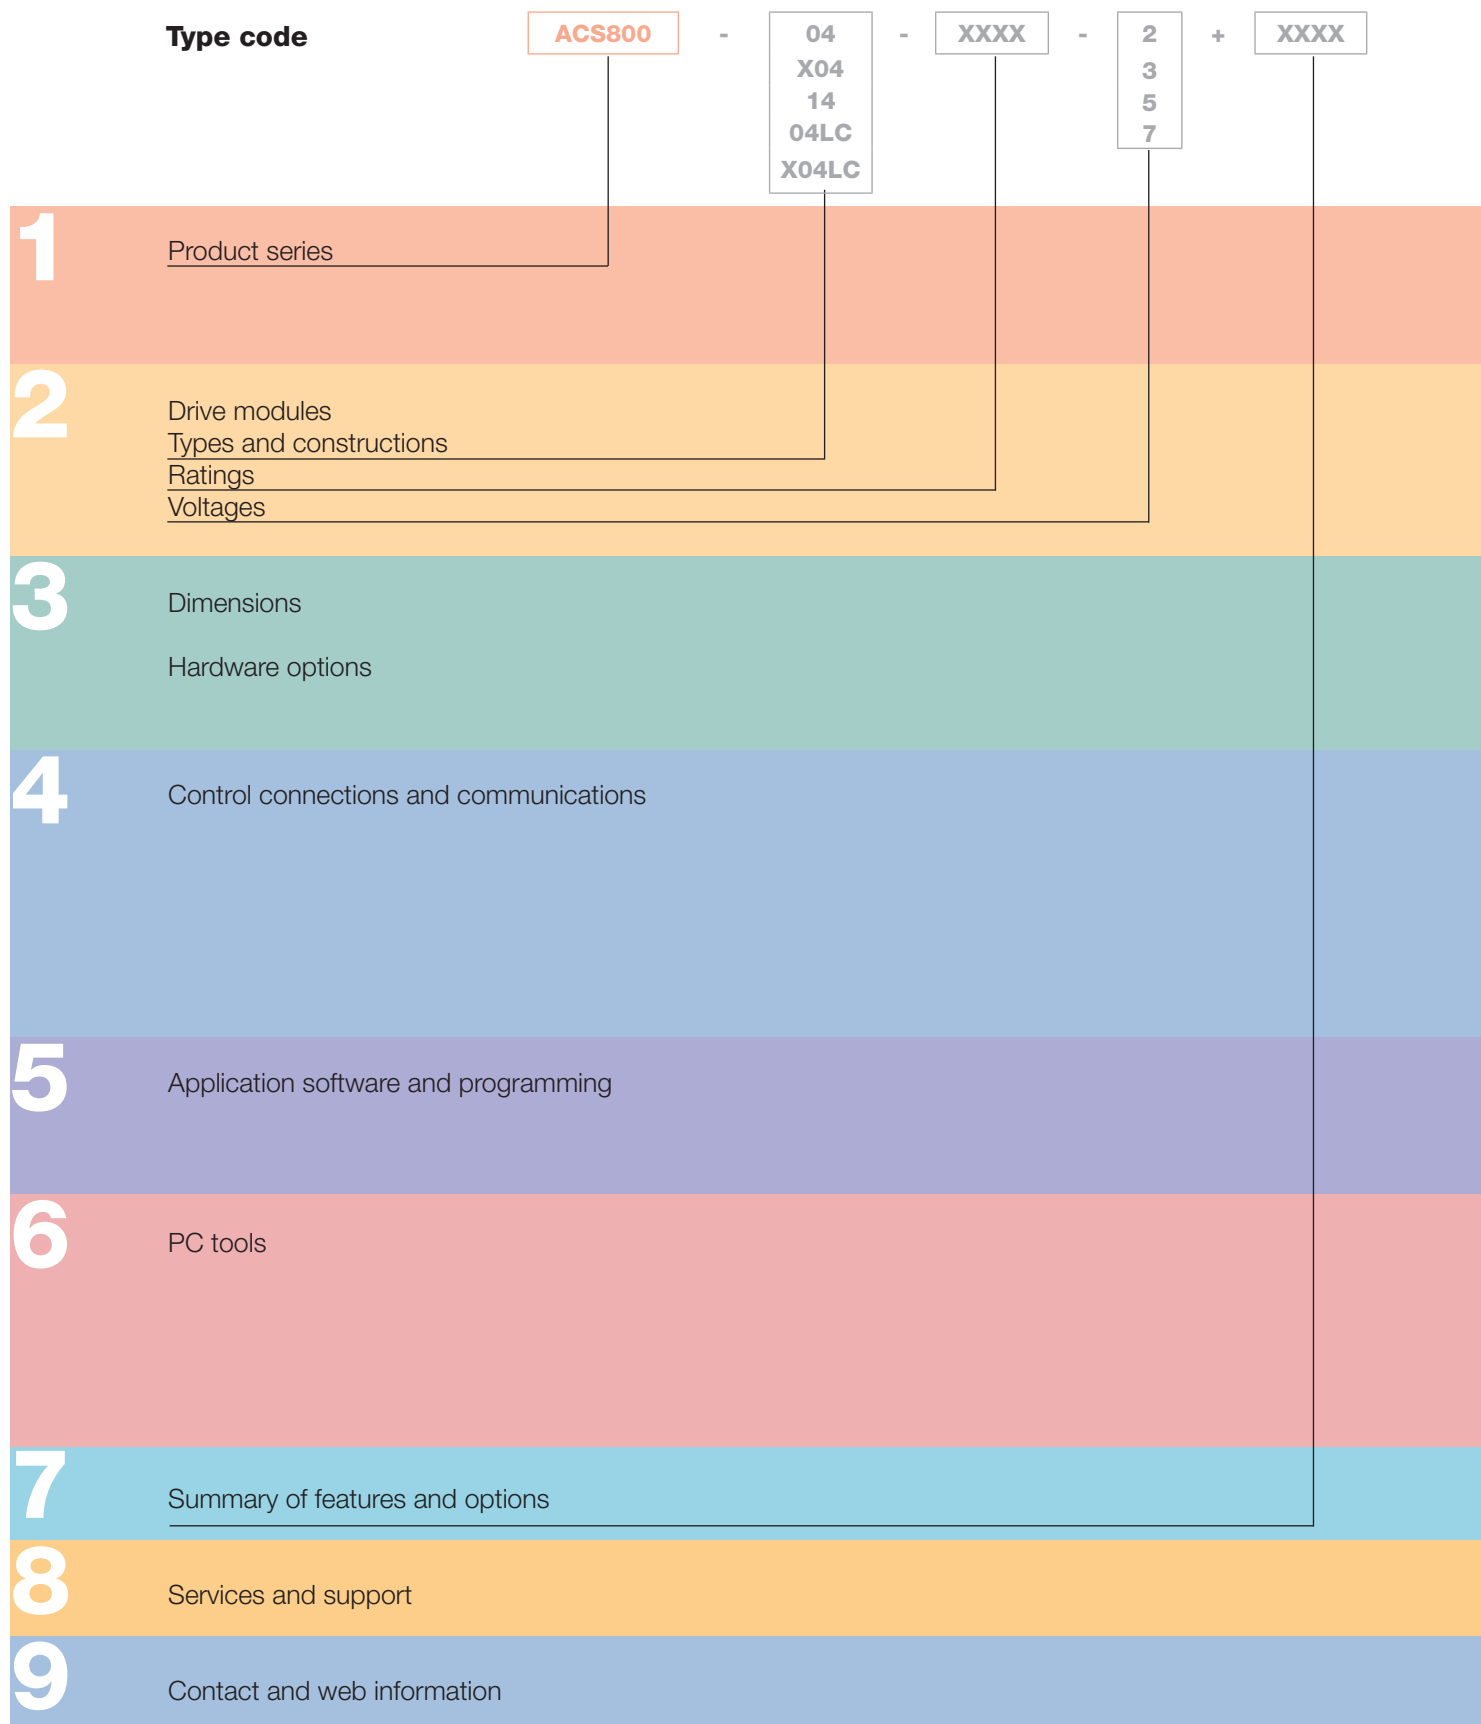 Type code ACS800 - 04 - XXXX - 2 + XXXX
X04 3
14 5
04LC 7
X04LC
1
Product series
2
Drive modules
Types and constructions
Ratings
Voltages
3
Dimensions
Hardware options
4
Control connections and communications
5
Application software and programming
6
PC tools
7
Summary of features and options
8
Services and support
9
Contact and web information